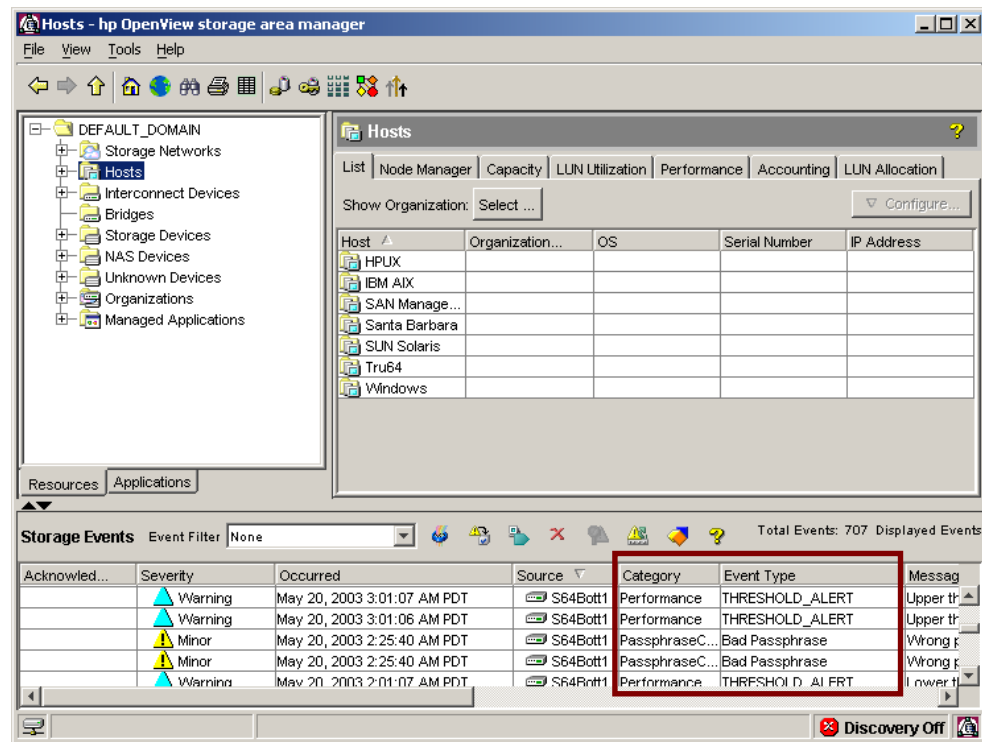 Hosts - hp OpenView storage area manager
File View Tools Help
DEFAULT_DOMAIN
Storage Networks
Hosts
Interconnect Devices
Bridges
Storage Devices
NAS Devices
Unknown Devices
Organizations
Managed Applications
Resources Applications
Hosts ?
List Node Manager Capacity LUN Utilization Performance Accounting LUN Allocation
Show Organization: Select ... Configure...
Host Organization... OS Serial Number IP Address
HPUX
IBM AIX
SAN Manage...
Santa Barbara
SUN Solaris
Tru64
Windows
Storage Events Event Filter None ? Total Events: 707 Displayed Events
Acknowled... Severity Occurred Source Category Event Type Messag
Warning May 20, 2003 3:01:07 AM PDT S64Bott1 Performance THRESHOLD_ALERT Upper th
Warning May 20, 2003 3:01:06 AM PDT S64Bott1 Performance THRESHOLD_ALERT Upper th
Minor May 20, 2003 2:25:40 AM PDT S64Bott1 PassphraseC... Bad Passphrase Wrong p
Minor May 20, 2003 2:25:40 AM PDT S64Bott1 PassphraseC... Bad Passphrase Wrong p
Warning May 20, 2003 2:01:07 AM PDT S64Bott1 Performance THRESHOLD_ALERT Lower th
Discovery Off